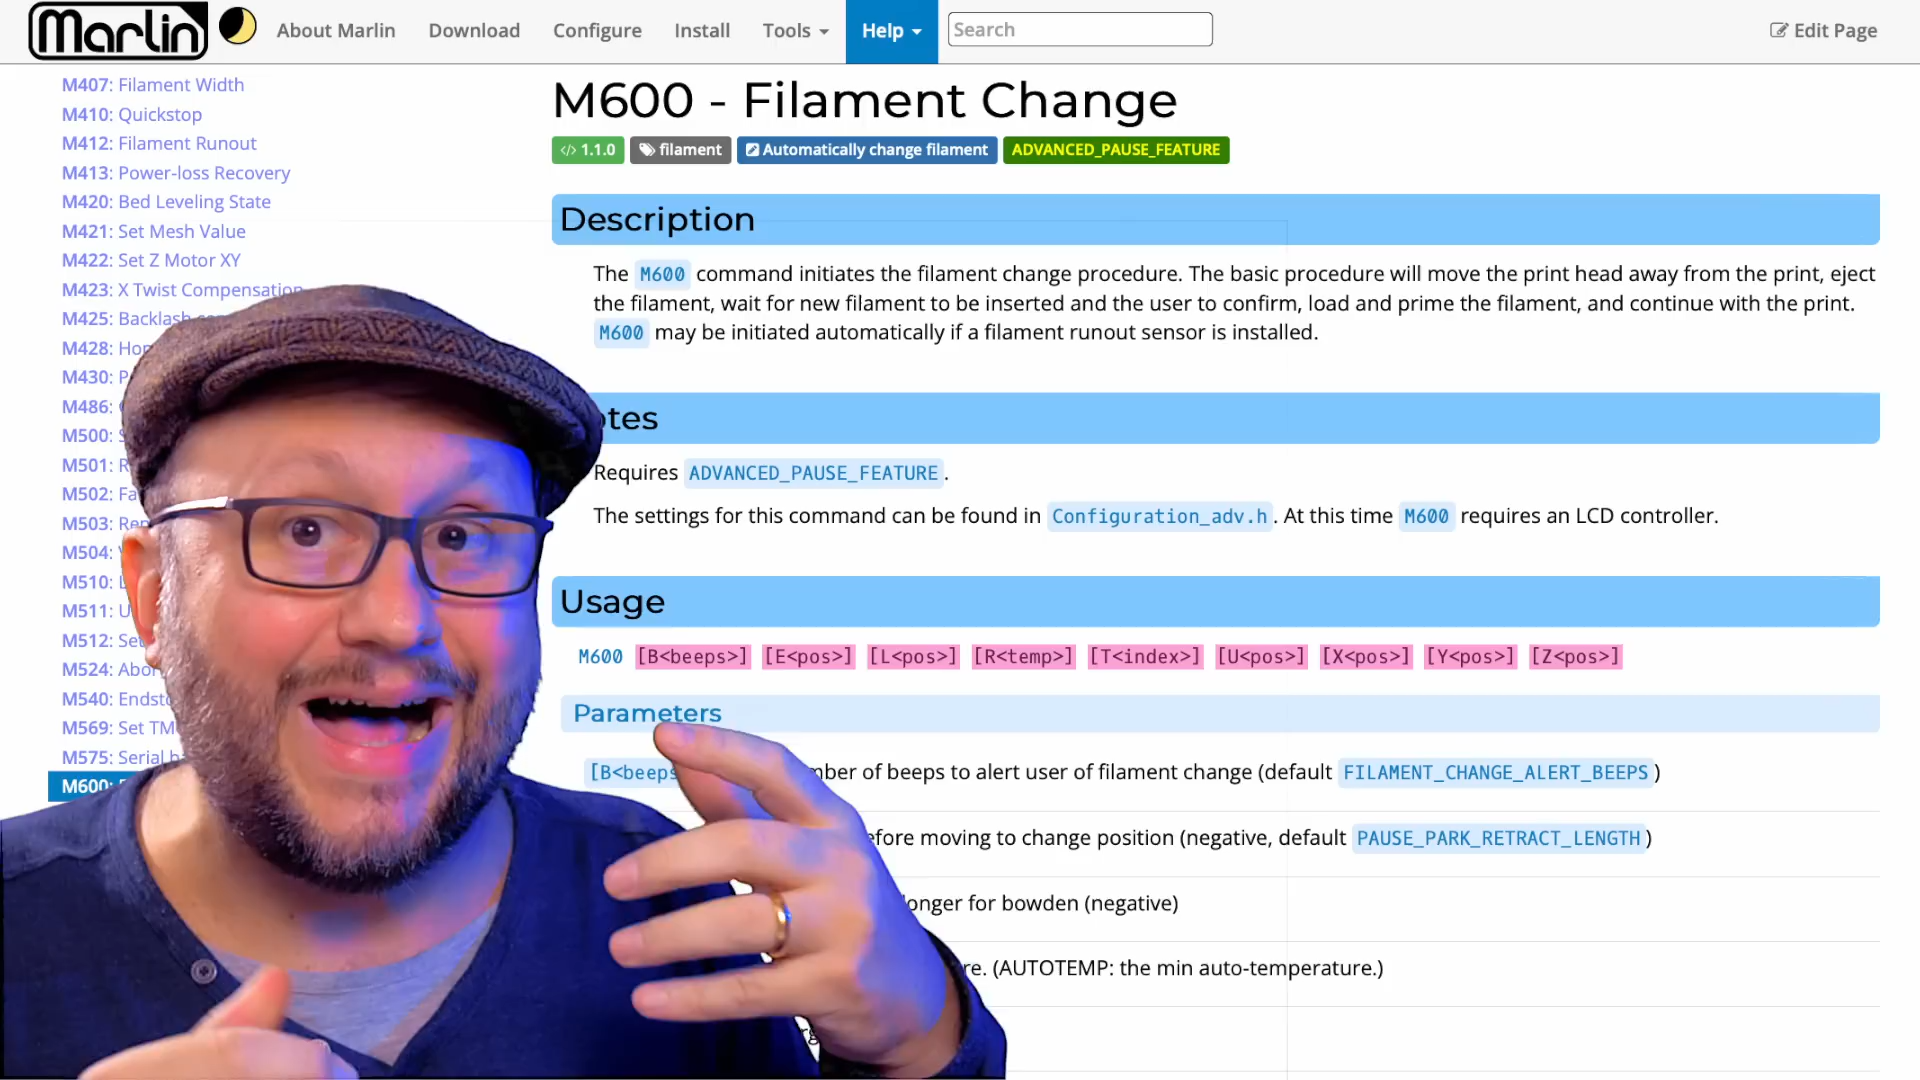 Marlin
About Marlin
Download
Configure
Install
Tools
Help
Search
Edit Page
M407: Filament Width
M410: Quickstop
M412: Filament Runout
M413: Power-loss Recovery
M420: Bed Leveling State
M421: Set Mesh Value
M422: Set Z Motor XY
M423: X Twist Compensation
M425: Backlash
M428:
M430:
M486:
M500:
M501:
M502:
M503:
M504:
M510:
M511:
M512: Set
M524:
M540:
M569: Set
M575: Serial
M600:
M600 - Filament Change
1.1.0
filament
Automatically change filament
ADVANCED_PAUSE_FEATURE
Description
The M600 command initiates the filament change procedure. The basic procedure will move the print head away from the print, eject
the filament, wait for new filament to be inserted and the user to confirm, load and prime the filament, and continue with the print.
M600 may be initiated automatically if a filament runout sensor is installed.
otes
Requires ADVANCED_PAUSE_FEATURE.
The settings for this command can be found in Configuration_adv.h. At this time M600 requires an LCD controller.
Usage
M600 [B<beeps>] [E<pos>] [L<pos>] [R<temp>] [T<index>] [U<pos>] [X<pos>] [Y<pos>] [Z<pos>]
Parameters
[B<beeps mber of beeps to alert user of filament change (default FILAMENT_CHANGE_ALERT_BEEPS)
efore moving to change position (negative, default PAUSE_PARK_RETRACT_LENGTH)
onger for bowden (negative)
re. (AUTOTEMP: the min auto-temperature.)